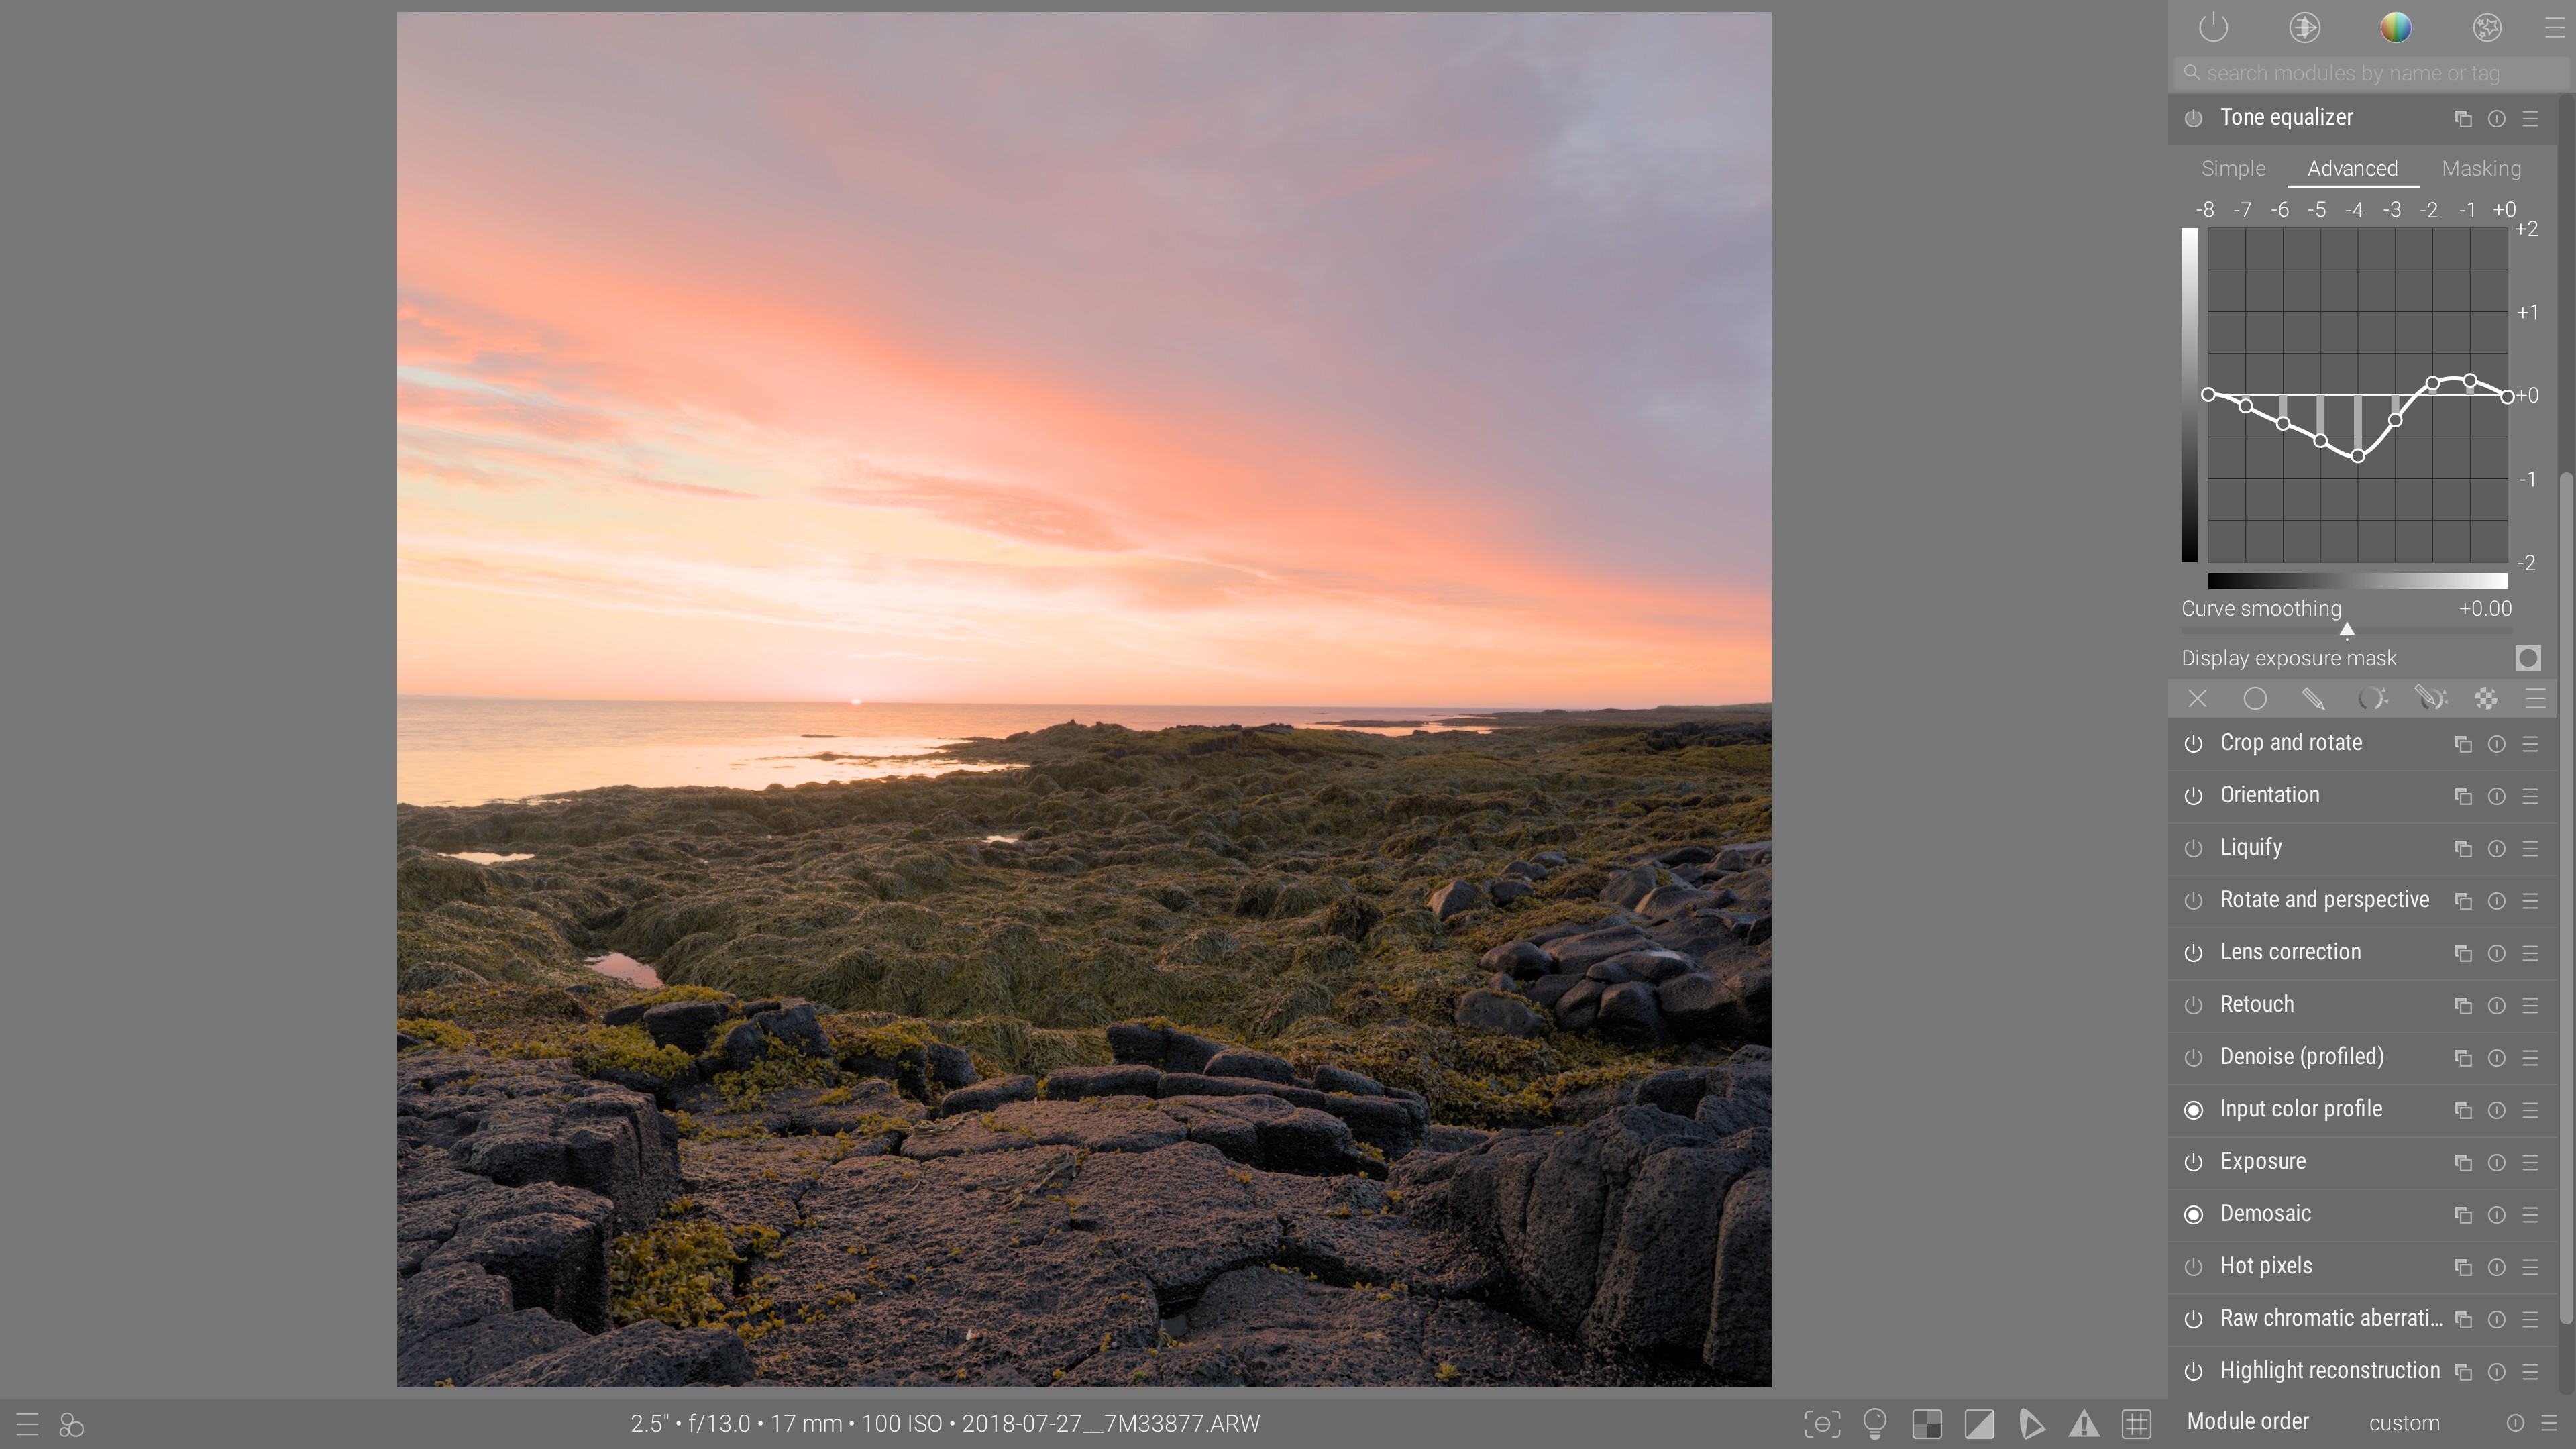 search modules by name or tag
Tone equalizer
Simple Advanced Masking
-8 -7 -6 -5 -4 -3 -2 -1 +0
+2
+1
+0
-1
-2
Curve smoothing +0.00
Display exposure mask
Crop and rotate
Orientation
Liquify
Rotate and perspective
Lens correction
Retouch
Denoise (profiled)
Input color profile
Exposure
Demosaic
Hot pixels
Raw chromatic aberrati...
Highlight reconstruction
2.5" • f/13.0 • 17 mm • 100 ISO • 2018-07-27__7M33877.ARW
Module order custom